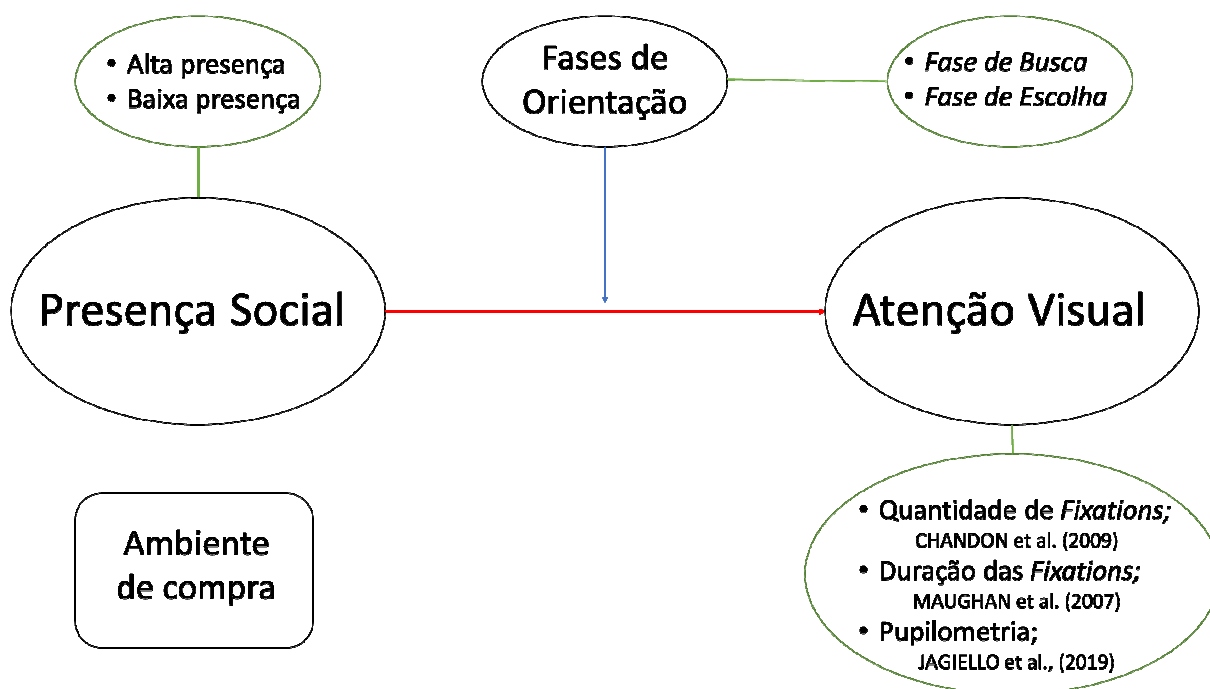 • Alta presença
• Baixa presença
Fases de
Orientação
• Fase de Busca
• Fase de Escolha
Presença Social
Atenção Visual
Ambiente
de compra
• Quantidade de Fixations;
CHANDON et al. (2009)
• Duração das Fixations;
MAUGHAN et al. (2007)
• Pupilometria;
JAGIELLO et al., (2019)